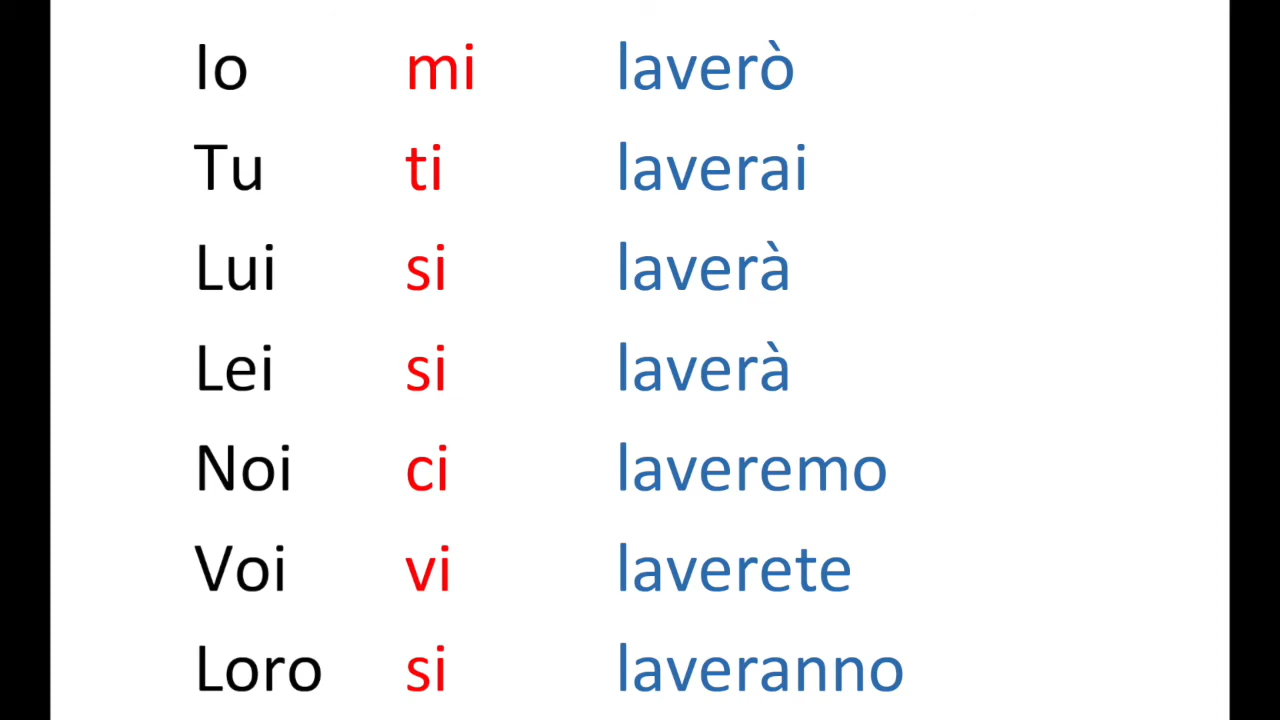 Io mi laverò
Tu ti laverai
Lui si laverà
Lei si laverà
Noi ci laveremo
Voi vi laverete
Loro si laveranno